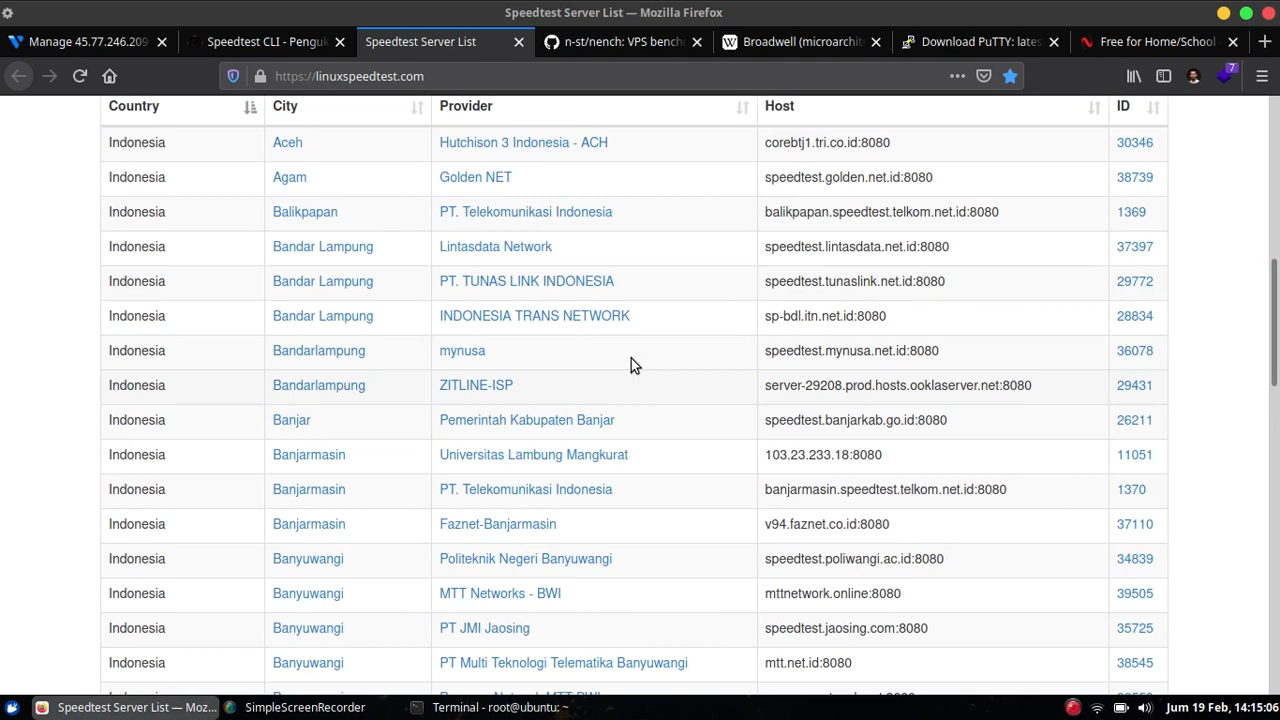 Speedtest Server List — Mozilla Firefox
Manage 45.77.246.209
Speedtest CLI - Penguk
Speedtest Server List
n-st/nench: VPS bench
Broadwell (microarchit
Download PuTTY: lates
Free for Home/School
https://linuxspeedtest.com
7
Country City Provider Host ID
Indonesia Aceh Hutchison 3 Indonesia - ACH corebtj1.tri.co.id:8080 30346
Indonesia Agam Golden NET speedtest.golden.net.id:8080 38739
Indonesia Balikpapan PT. Telekomunikasi Indonesia balikpapan.speedtest.telkom.net.id:8080 1369
Indonesia Bandar Lampung Lintasdata Network speedtest.lintasdata.net.id:8080 37397
Indonesia Bandar Lampung PT. TUNAS LINK INDONESIA speedtest.tunaslink.net.id:8080 29772
Indonesia Bandar Lampung INDONESIA TRANS NETWORK sp-bdl.itn.net.id:8080 28834
Indonesia Bandarlampung mynusa speedtest.mynusa.net.id:8080 36078
Indonesia Bandarlampung ZITLINE-ISP server-29208.prod.hosts.ooklaserver.net:8080 29431
Indonesia Banjar Pemerintah Kabupaten Banjar speedtest.banjarkab.go.id:8080 26211
Indonesia Banjarmasin Universitas Lambung Mangkurat 103.23.233.18:8080 11051
Indonesia Banjarmasin PT. Telekomunikasi Indonesia banjarmasin.speedtest.telkom.net.id:8080 1370
Indonesia Banjarmasin Faznet-Banjarmasin v94.faznet.co.id:8080 37110
Indonesia Banyuwangi Politeknik Negeri Banyuwangi speedtest.poliwangi.ac.id:8080 34839
Indonesia Banyuwangi MTT Networks - BWI mttnetwork.online:8080 39505
Indonesia Banyuwangi PT JMI Jaosing speedtest.jaosing.com:8080 35725
Indonesia Banyuwangi PT Multi Teknologi Telematika Banyuwangi mtt.net.id:8080 38545
Speedtest Server List — Moz...
SimpleScreenRecorder
Terminal - root@ubuntu: ~
Jum 19 Feb, 14:15:06